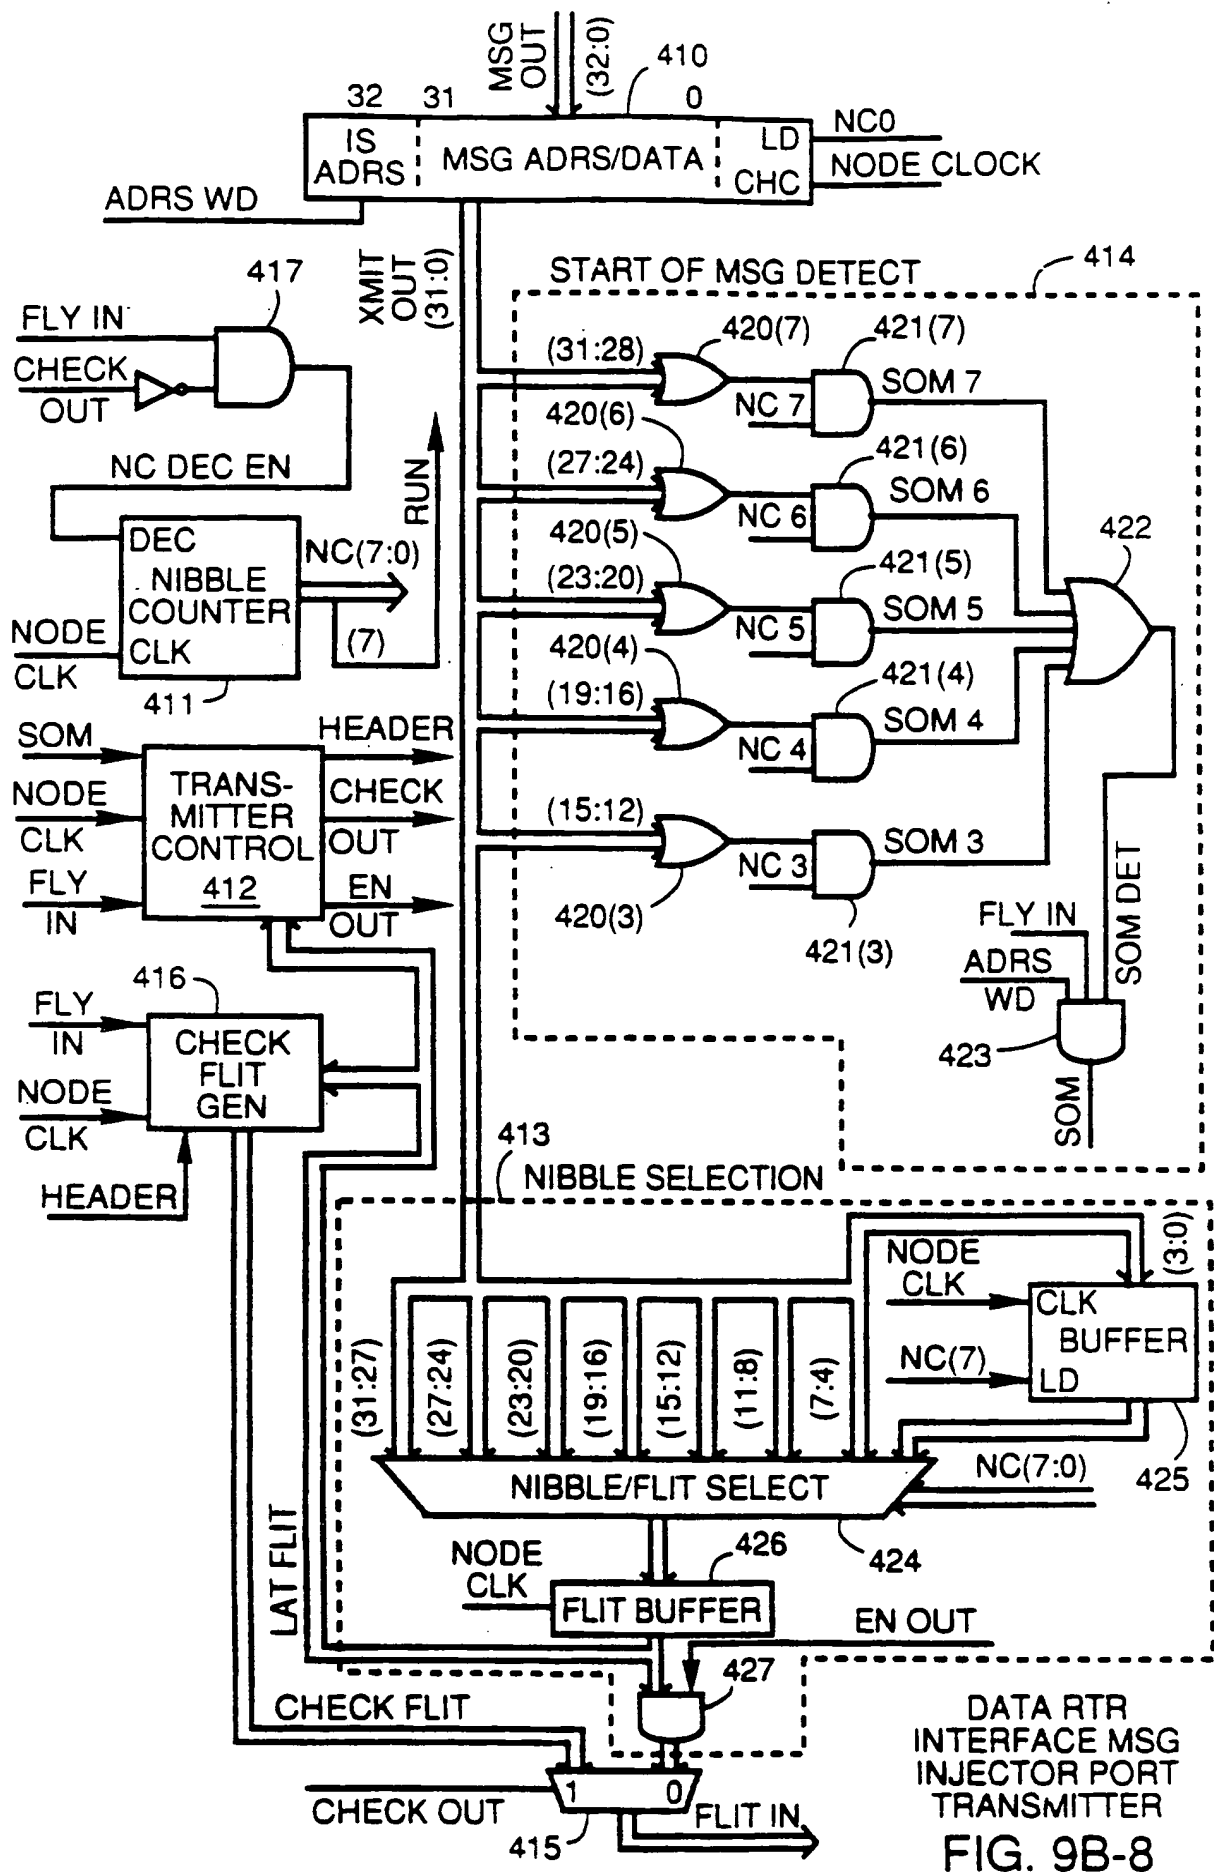 MSG OUT
(32:0)
410
32 31 0
IS ADRS
MSG ADRS/DATA
LD
CHC
NC0
NODE CLOCK
ADRS WD
417
FLY IN
CHECK OUT
XMIT OUT (31:0)
START OF MSG DETECT
414
(31:28)
420(7)
421(7)
NC 7
SOM 7
420(6)
(27:24)
421(6)
NC 6
SOM 6
420(5)
(23:20)
421(5)
NC 5
SOM 5
420(4)
(19:16)
421(4)
NC 4
SOM 4
(15:12)
NC 3
SOM 3
420(3)
421(3)
422
SOM DET
FLY IN
ADRS WD
423
SOM
NC DEC EN
RUN
DEC
NIBBLE
COUNTER
CLK
NC(7:0)
(7)
NODE
CLK
411
SOM
NODE
CLK
FLY
IN
TRANS-
MITTER
CONTROL
412
HEADER
CHECK
OUT
EN
OUT
416
FLY
IN
NODE
CLK
CHECK
FLIT
GEN
HEADER
413
NIBBLE SELECTION
(31:27)
(27:24)
(23:20)
(19:16)
(15:12)
(11:8)
(7:4)
(3:0)
NODE
CLK
NC(7)
CLK
BUFFER
LD
425
NIBBLE/FLIT SELECT
NC(7:0)
424
NODE
CLK
426
FLIT BUFFER
EN OUT
427
LAT FLIT
CHECK FLIT
1 0
CHECK OUT
415
FLIT IN
DATA RTR
INTERFACE MSG
INJECTOR PORT
TRANSMITTER
FIG. 9B-8